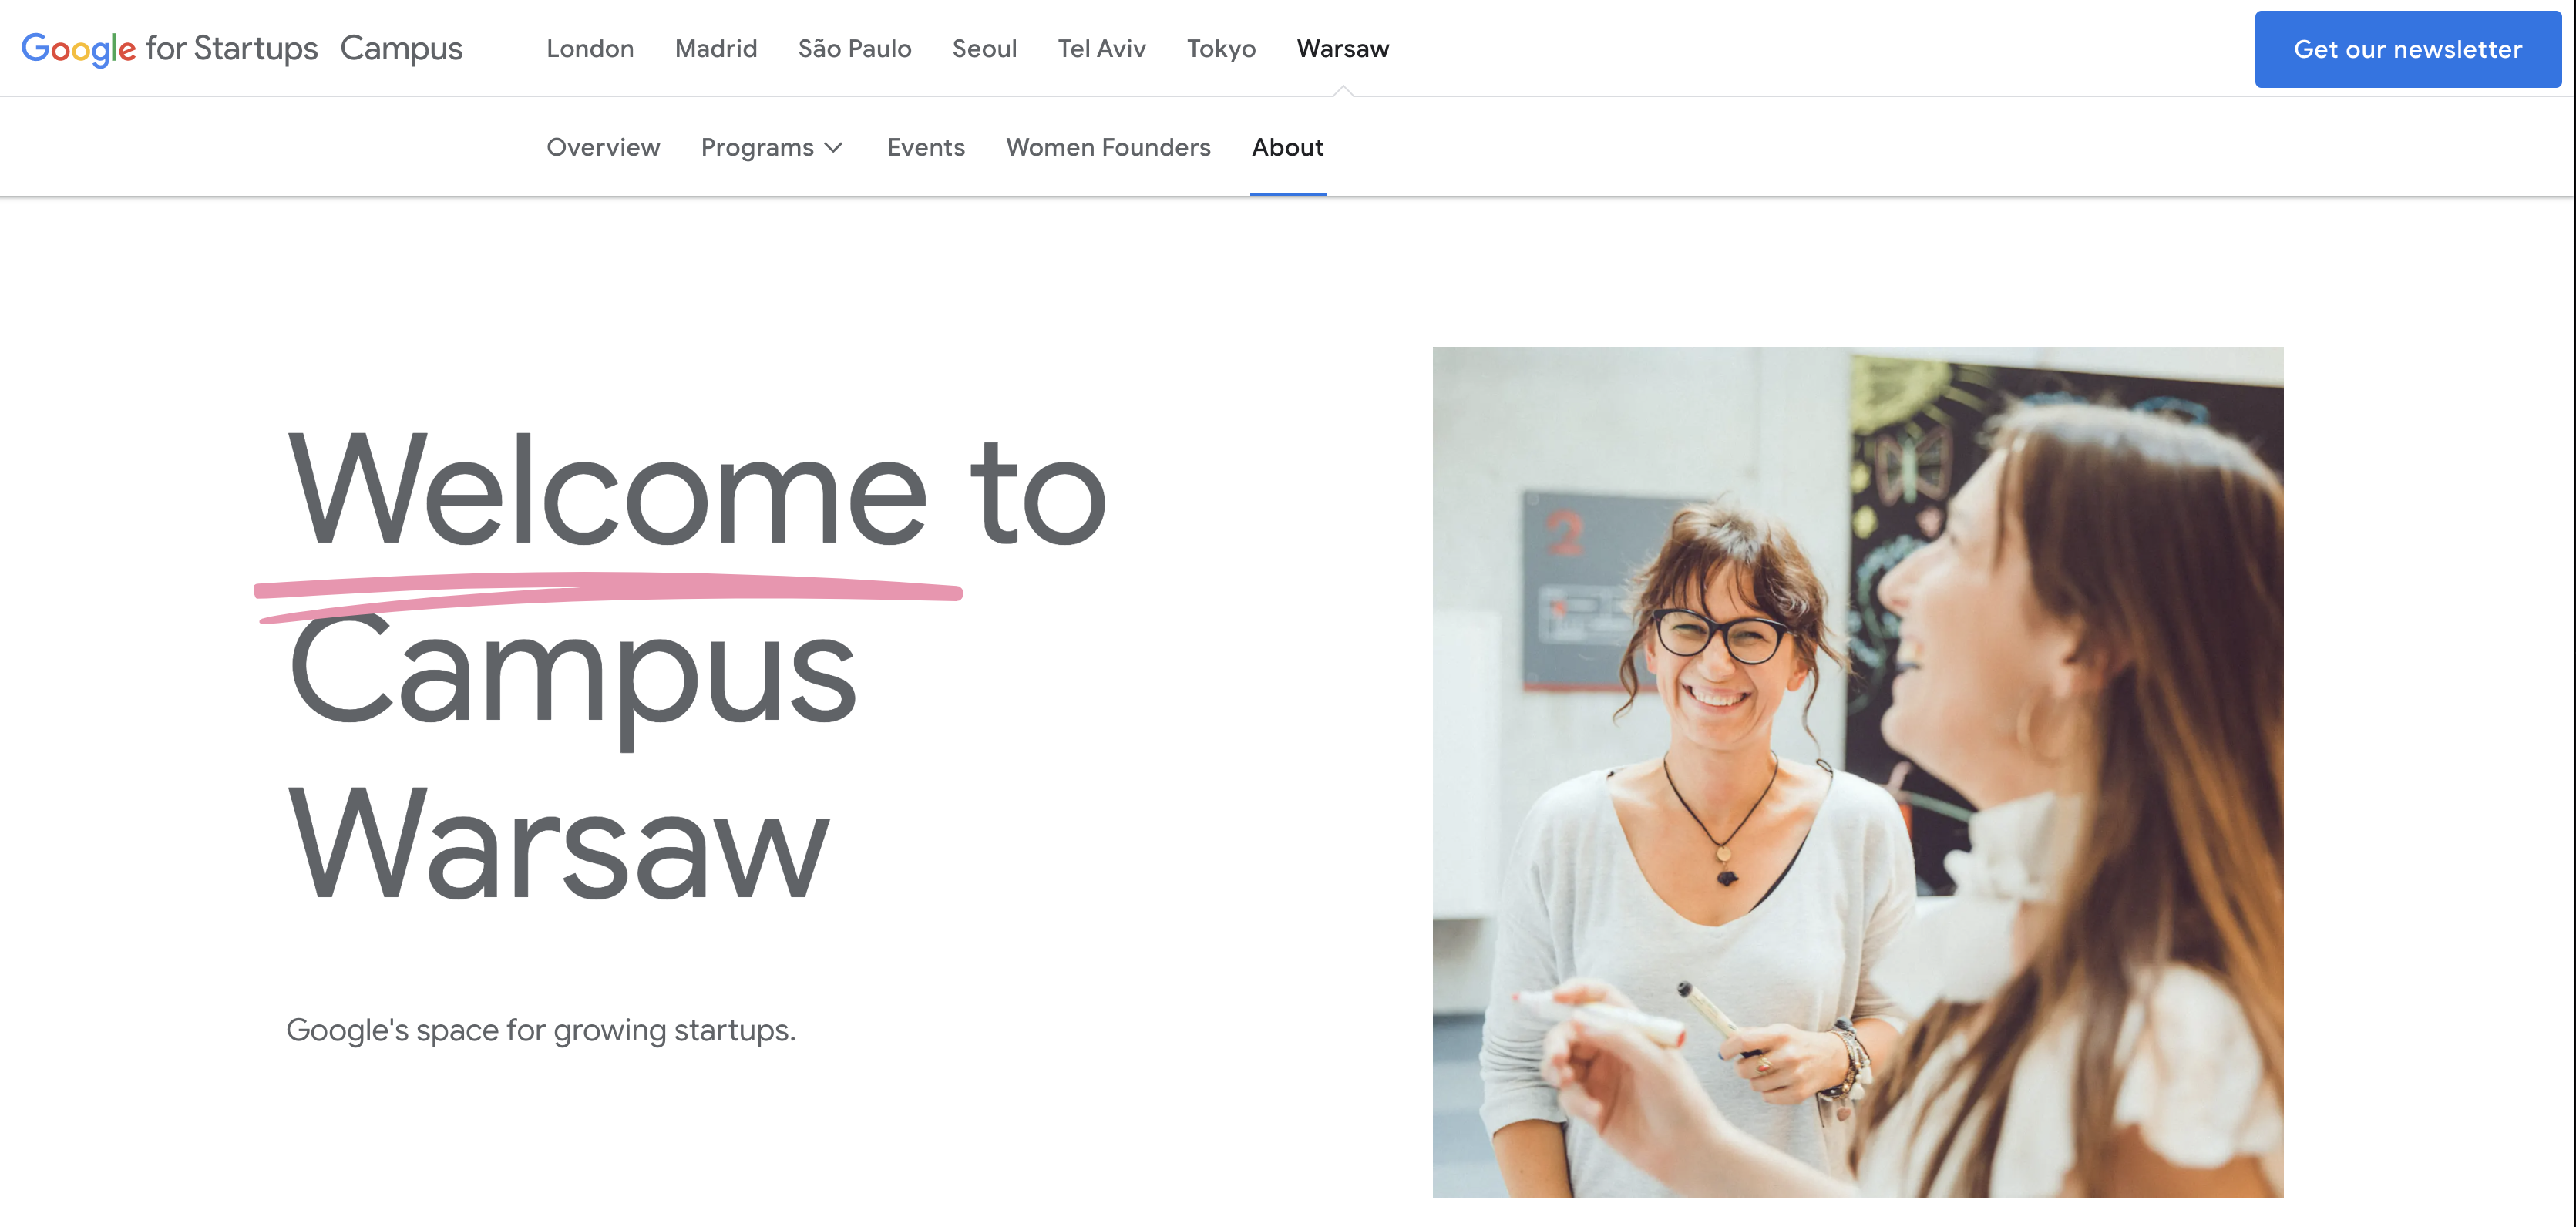 Google for Startups Campus London Madrid São Paulo Seoul Tel Aviv Tokyo Warsaw Get our newsletter
Overview Programs Events Women Founders About
Welcome to
Campus
Warsaw
Google's space for growing startups.
2